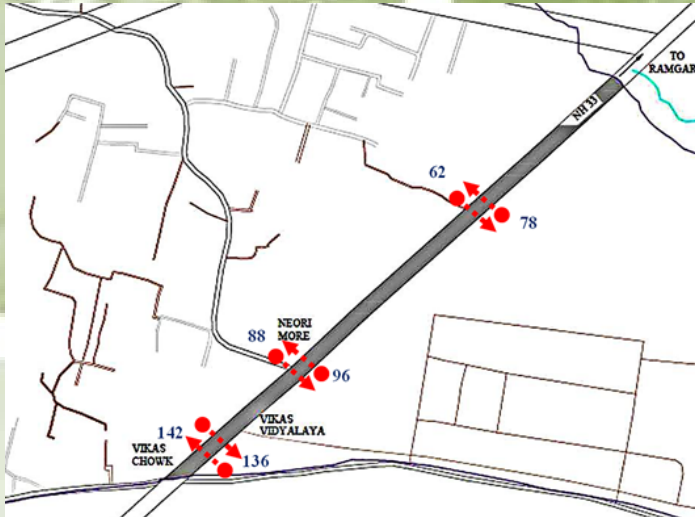 TO
RAMGAR
NH 33
62
78
NEORI
MORE
88
96
VIKAS
VIDYALAYA
142
VIKAS
CHOWK
136